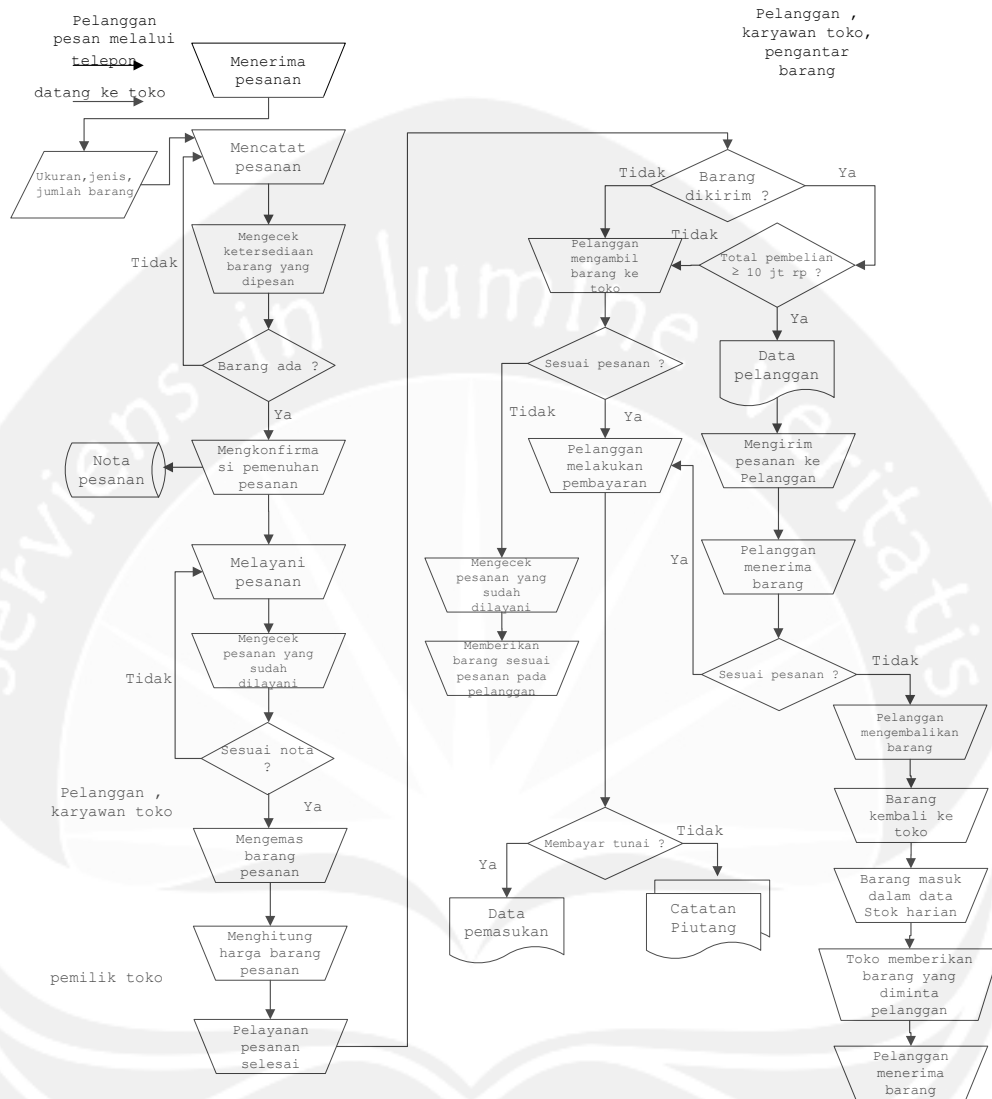 Pelanggan
pesan melalui
telepon
datang ke toko
Menerima
pesanan
Ukuran,jenis,
jumlah barang
Mencatat
pesanan
Mengecek
ketersediaan
barang yang
dipesan
Tidak
Barang ada ?
Ya
Mengkonfirma
si pemenuhan
pesanan
Nota
pesanan
Melayani
pesanan
Mengecek
pesanan yang
sudah
dilayani
Tidak
Sesuai nota
?
Ya
Pelanggan ,
karyawan toko
Mengemas
barang
pesanan
Menghitung
harga barang
pesanan
pemilik toko
Pelayanan
pesanan
selesai
Pelanggan ,
karyawan toko,
pengantar
barang
Barang
dikirim ?
Tidak
Ya
Pelanggan
mengambil
barang ke
toko
Tidak
Total pembelian
≥ 10 jt rp ?
Ya
Sesuai pesanan ?
Tidak
Ya
Data
pelanggan
Pelanggan
melakukan
pembayaran
Mengirim
pesanan ke
Pelanggan
Mengecek
pesanan yang
sudah
dilayani
Memberikan
barang sesuai
pesanan pada
pelanggan
Pelanggan
menerima
barang
Ya
Sesuai pesanan ?
Tidak
Pelanggan
mengembalikan
barang
Barang
kembali ke
toko
Barang masuk
dalam data
Stok harian
Toko memberikan
barang yang
diminta
pelanggan
Pelanggan
menerima
barang
Membayar tunai ?
Ya
Tidak
Data
pemasukan
Catatan
Piutang
serviens in lumine veritatis